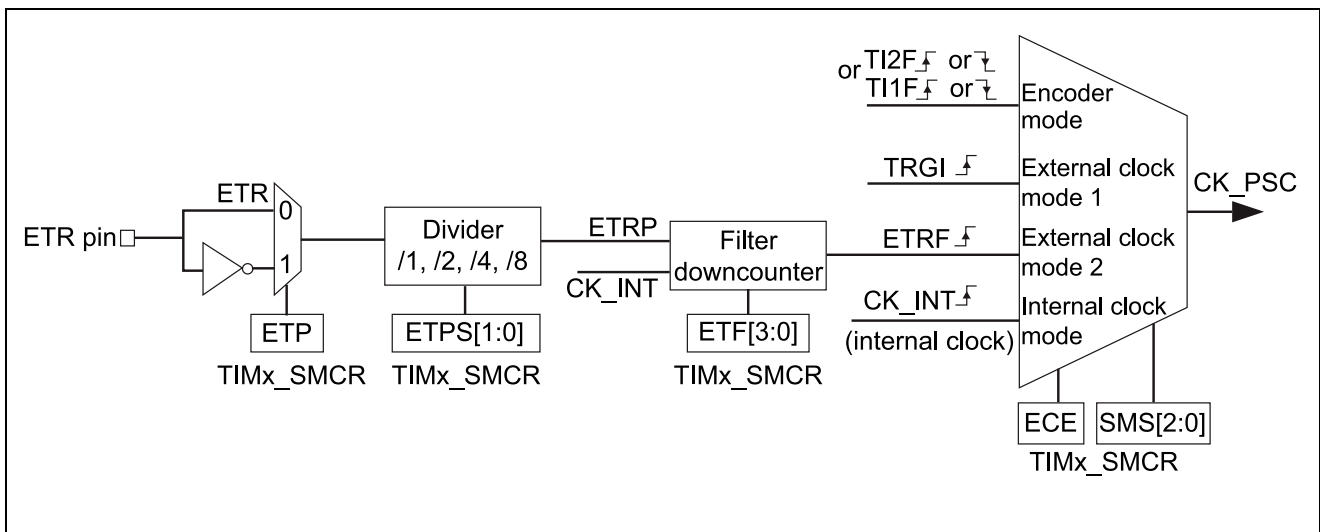 or TI2F or
TI1F or
Encoder
mode
TRGI
External clock
mode 1
CK_PSC
ETR
0
ETR pin
1
Divider
/1, /2, /4, /8
ETRP
CK_INT
Filter
downcounter
ETRF
External clock
mode 2
CK_INT
(internal clock)
Internal clock
mode
ETP
TIMx_SMCR
ETPS[1:0]
TIMx_SMCR
ETF[3:0]
TIMx_SMCR
ECE
SMS[2:0]
TIMx_SMCR